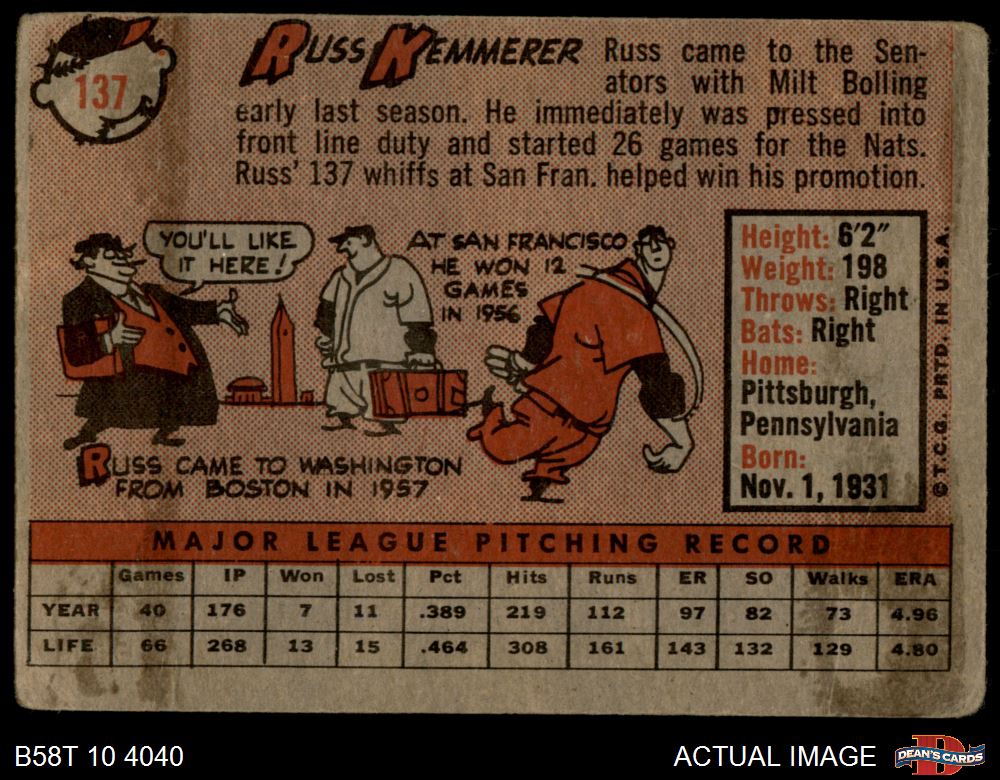 137
RUSS KEMMERER Russ came to the Sen-
ators with Milt Bolling
early last season. He immediately was pressed into
front line duty and started 26 games for the Nats.
Russ' 137 whiffs at San Fran. helped win his promotion.
YOU'LL LIKE
IT HERE!
RUSS CAME TO WASHINGTON
FROM BOSTON IN 1957
AT SAN FRANCISCO
HE WON 12
GAMES
IN 1956
Height: 6'2"
Weight: 198
Throws: Right
Bats: Right
Home:
Pittsburgh,
Pennsylvania
Born:
Nov. 1, 1931
© T.C.G. PRTD. IN U.S.A.
MAJOR LEAGUE PITCHING RECORD
Games IP Won Lost Pct Hits Runs ER SO Walks ERA
YEAR 40 176 7 11 .389 219 112 97 82 73 4.96
LIFE 66 268 13 15 .464 308 161 143 132 129 4.80
B58T 10 4040
ACTUAL IMAGE
D
DEAN'S CARDS